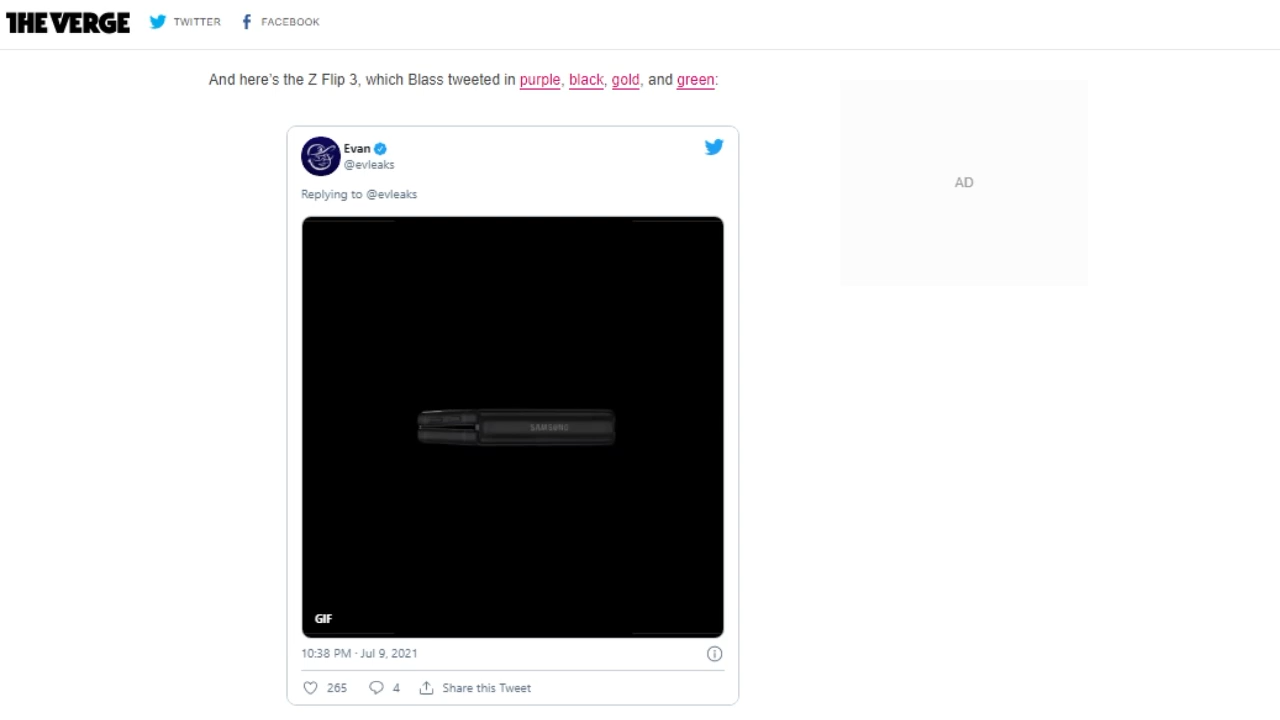 THE VERGE TWITTER FACEBOOK
And here's the Z Flip 3, which Blass tweeted in purple, black, gold, and green:
AD
Evan
@evleaks
Replying to @evleaks
SAMSUNG
GIF
10:38 PM · Jul 9, 2021
265 4 Share this Tweet